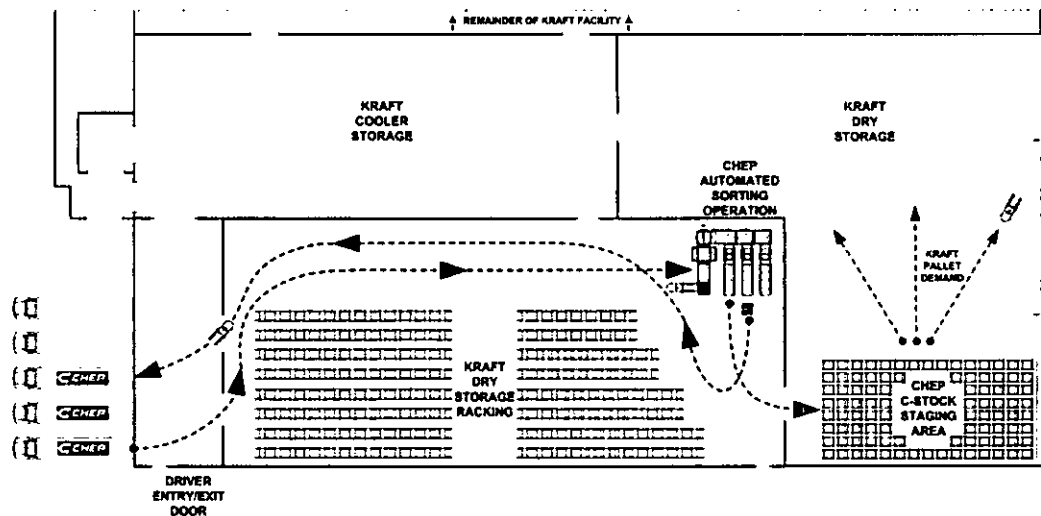 REMAINDER OF KRAFT FACILITY
KRAFT
COOLER
STORAGE
KRAFT
DRY
STORAGE
CHEP
AUTOMATED
SORTING
OPERATION
KRAFT
PALLET
DEMAND
KRAFT
DRY
STORAGE
RACKING
CHEP
C-STOCK
STAGING
AREA
CHEP
CHEP
CHEP
DRIVER
ENTRY/EXIT
DOOR